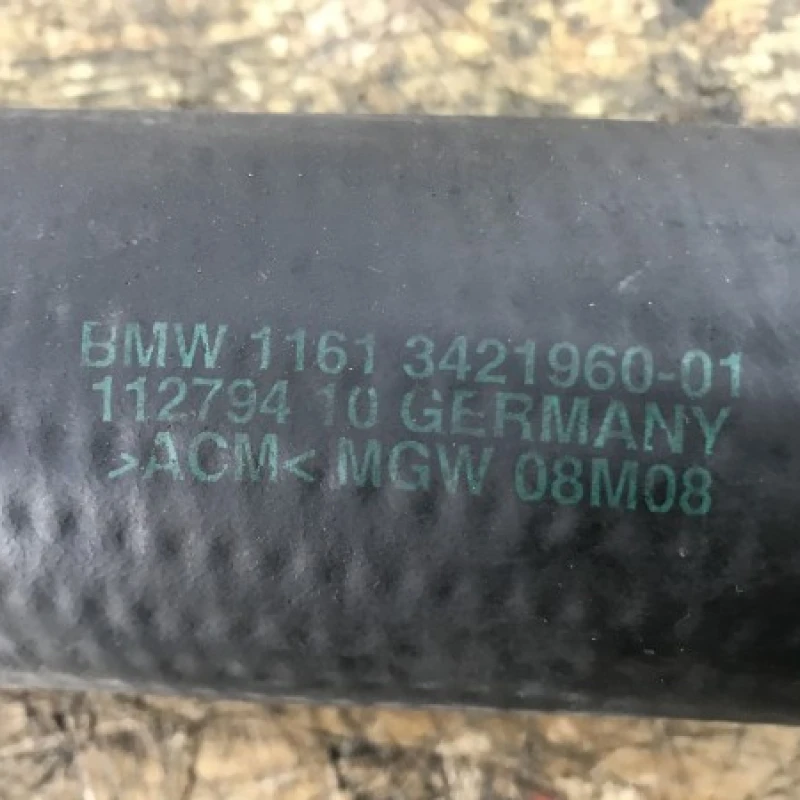 BMW 1161 3421960-01
112794 10 GERMANY
>ACM< MGW 08M08